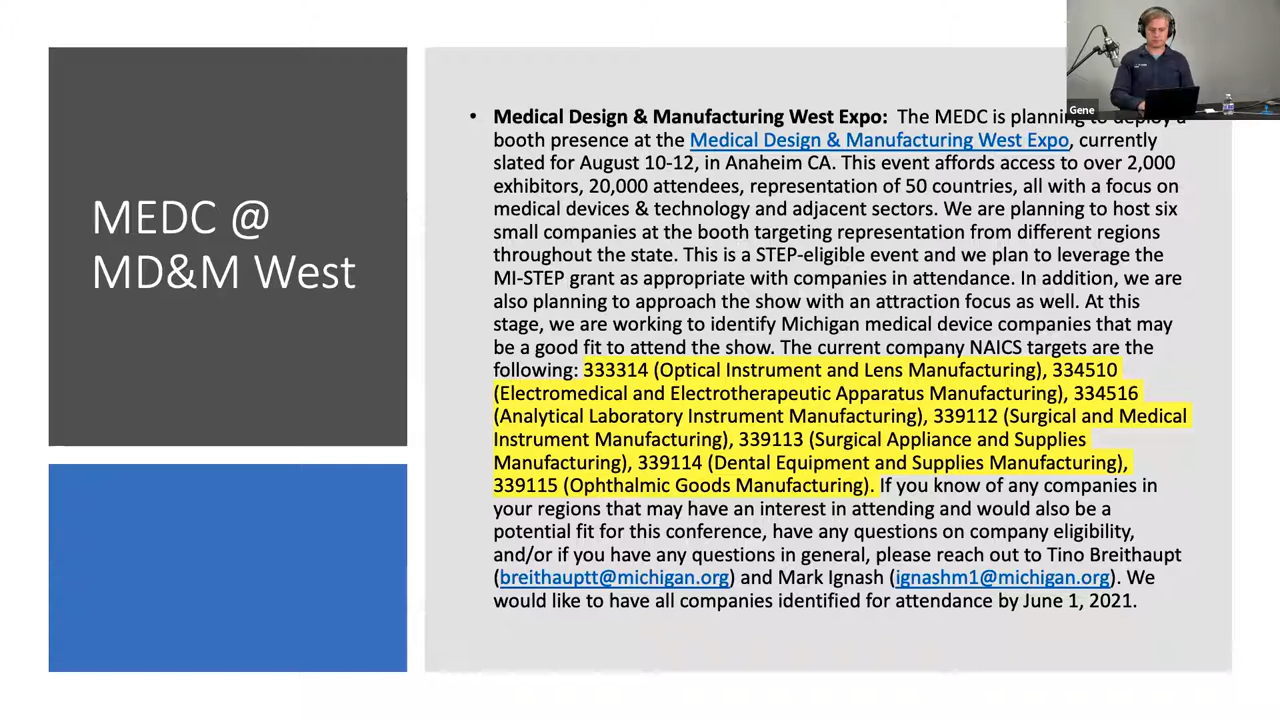 MEDC @
MD&M West
• Medical Design & Manufacturing West Expo: The MEDC is planning to deploy a
booth presence at the Medical Design & Manufacturing West Expo, currently
slated for August 10-12, in Anaheim CA. This event affords access to over 2,000
exhibitors, 20,000 attendees, representation of 50 countries, all with a focus on
medical devices & technology and adjacent sectors. We are planning to host six
small companies at the booth targeting representation from different regions
throughout the state. This is a STEP-eligible event and we plan to leverage the
MI-STEP grant as appropriate with companies in attendance. In addition, we are
also planning to approach the show with an attraction focus as well. At this
stage, we are working to identify Michigan medical device companies that may
be a good fit to attend the show. The current company NAICS targets are the
following: 333314 (Optical Instrument and Lens Manufacturing), 334510
(Electromedical and Electrotherapeutic Apparatus Manufacturing), 334516
(Analytical Laboratory Instrument Manufacturing), 339112 (Surgical and Medical
Instrument Manufacturing), 339113 (Surgical Appliance and Supplies
Manufacturing), 339114 (Dental Equipment and Supplies Manufacturing),
339115 (Ophthalmic Goods Manufacturing). If you know of any companies in
your regions that may have an interest in attending and would also be a
potential fit for this conference, have any questions on company eligibility,
and/or if you have any questions in general, please reach out to Tino Breithaupt
(breithauptt@michigan.org) and Mark Ignash (ignashm1@michigan.org). We
would like to have all companies identified for attendance by June 1, 2021.
Gene